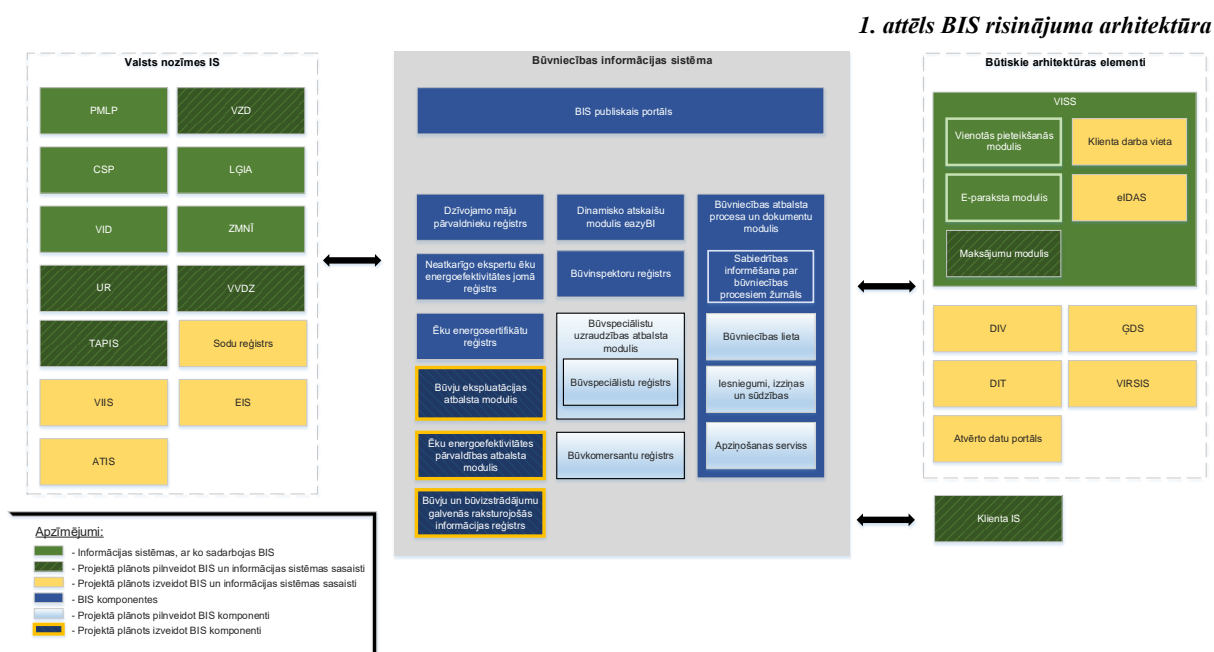 1. attēls BIS risinājuma arhitektūra
Valsts nozīmes IS
PMLP
VZD
CSP
LĢIA
VID
ZMNĪ
UR
VVDZ
TAPIS
Sodu reģistrs
VIIS
EIS
ATIS
Būvniecības informācijas sistēma
BIS publiskais portāls
Dzīvojamo māju
pārvaldnieku reģistrs
Dinamisko atskaišu
modulis eazyBI
Būvniecības atbalsta
procesa un dokumentu
modulis
Neatkarīgo ekspertu ēku
energoefektivitātes jomā
reģistrs
Būvinspektoru reģistrs
Sabiedrības
informēšana par
būvniecības
procesiem žurnāls
Ēku energosertifikātu
reģistrs
Būvspeciālistu
uzraudzības atbalsta
modulis
Būvspeciālistu reģistrs
Būvniecības lieta
Būvju ekspluatācijas
atbalsta modulis
Iesniegumi, izziņas
un sūdzības
Ēku energoefektivitātes
pārvaldības atbalsta
modulis
Būvkomersantu reģistrs
Apziņošanas serviss
Būvju un būvizstrādājumu
galvenās raksturojošās
informācijas reģistrs
Būtiskie arhitektūras elementi
VISS
Vienotās pieteikšanās
modulis
Klienta darba vieta
E-paraksta modulis
eIDAS
Maksājumu modulis
DIV
ĢDS
DIT
VIRSIS
Atvērto datu portāls
Klienta IS
Apzīmējumi:
- Informācijas sistēmas, ar ko sadarbojas BIS
- Projektā plānots pilnveidot BIS un informācijas sistēmas sasaisti
- Projektā plānots izveidot BIS un informācijas sistēmas sasaisti
- BIS komponentes
- Projektā plānots pilnveidot BIS komponenti
- Projektā plānots izveidot BIS komponenti